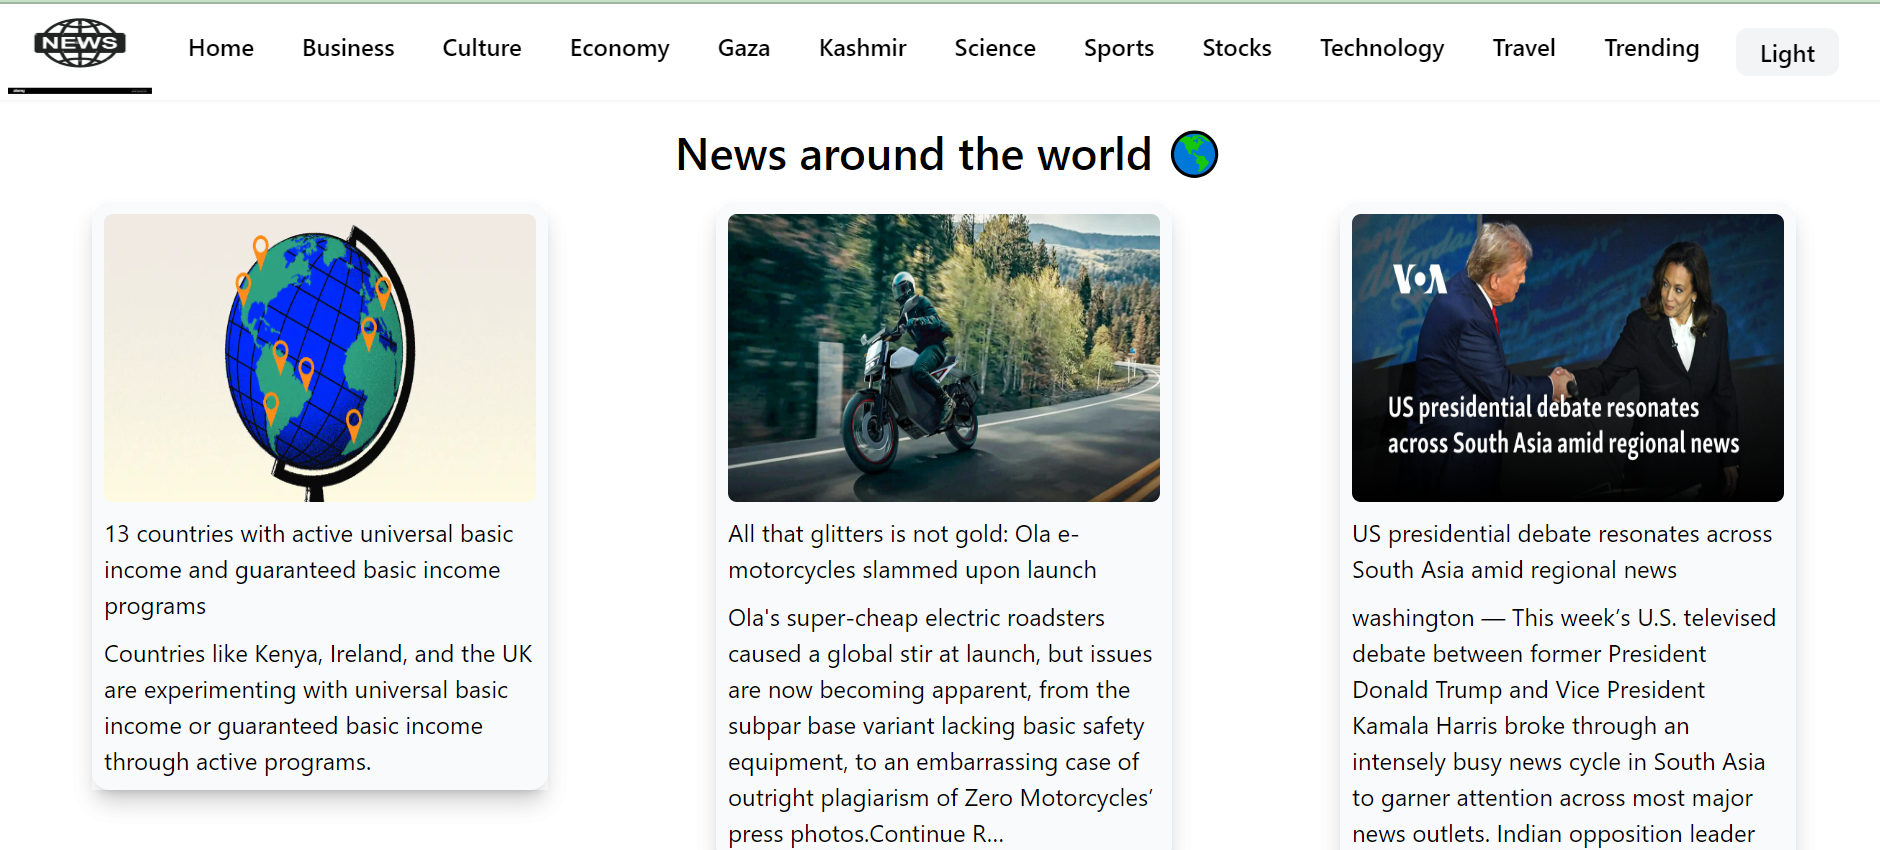 NEWS
Home Business Culture Economy Gaza Kashmir Science Sports Stocks Technology Travel Trending Light
News around the world
13 countries with active universal basic
income and guaranteed basic income
programs
Countries like Kenya, Ireland, and the UK
are experimenting with universal basic
income or guaranteed basic income
through active programs.
All that glitters is not gold: Ola e-
motorcycles slammed upon launch
Ola's super-cheap electric roadsters
caused a global stir at launch, but issues
are now becoming apparent, from the
subpar base variant lacking basic safety
equipment, to an embarrassing case of
outright plagiarism of Zero Motorcycles’
press photos.Continue R...
VOA
US presidential debate resonates
across South Asia amid regional news
US presidential debate resonates across
South Asia amid regional news
washington — This week’s U.S. televised
debate between former President
Donald Trump and Vice President
Kamala Harris broke through an
intensely busy news cycle in South Asia
to garner attention across most major
news outlets. Indian opposition leader